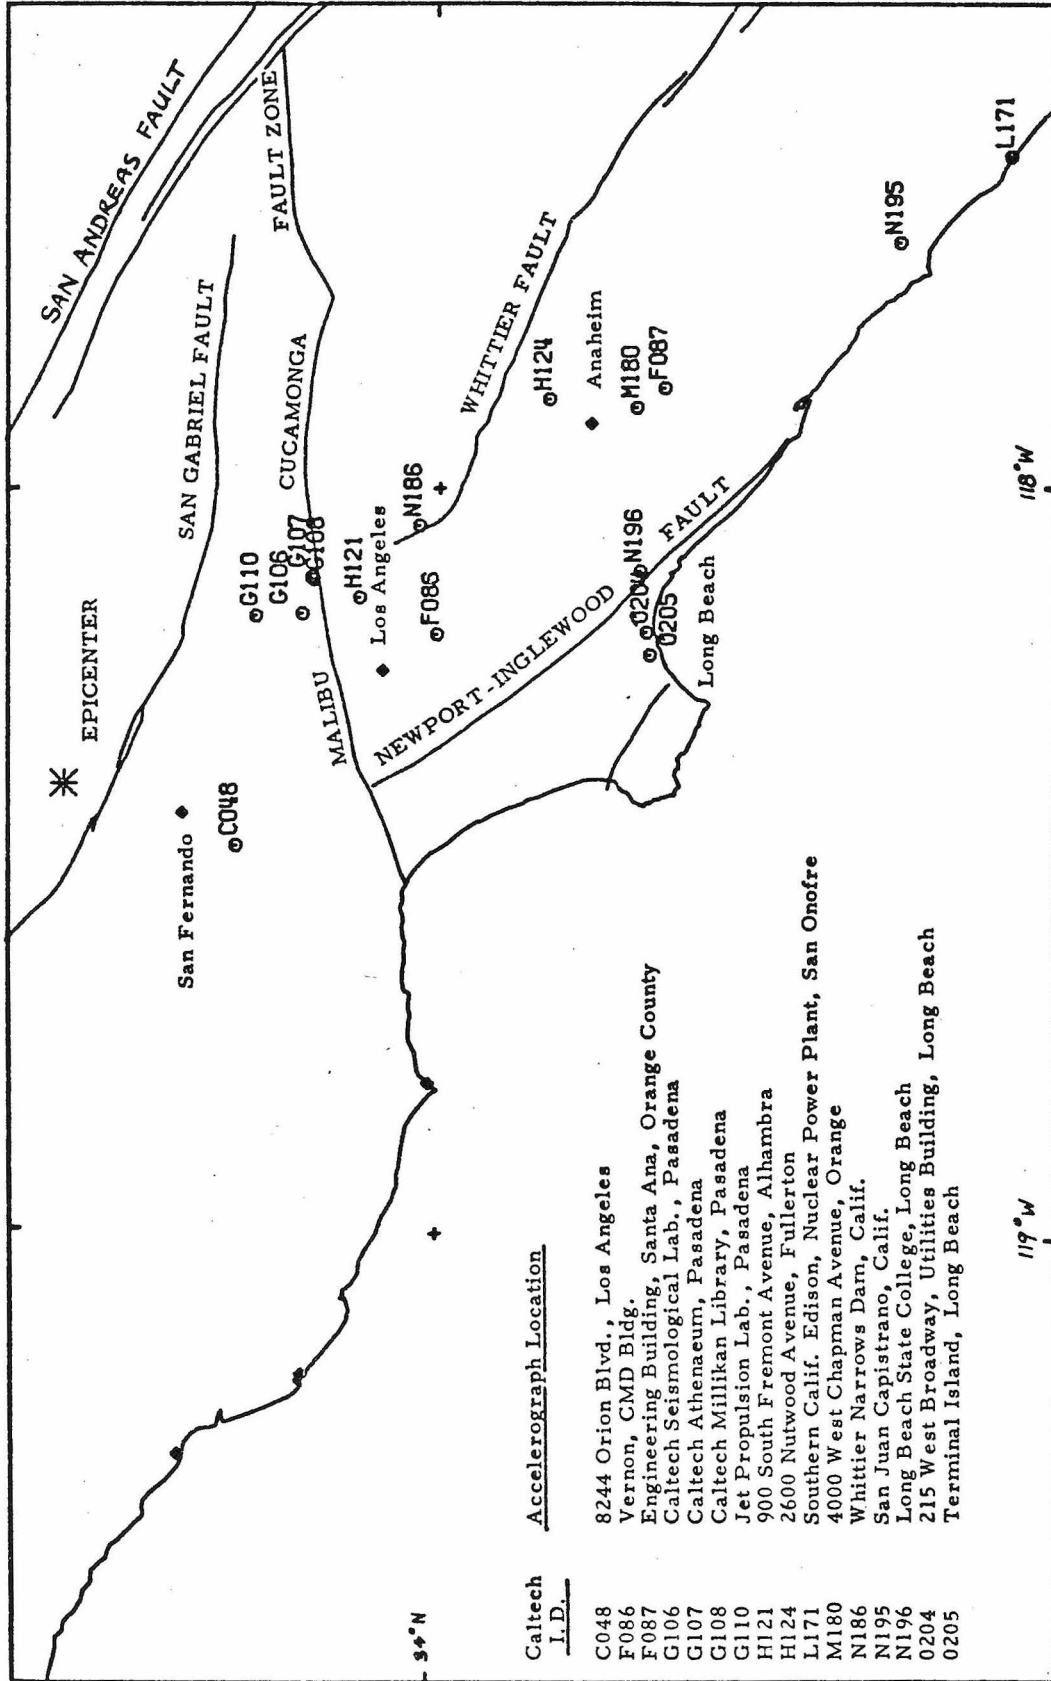 SAN ANDREAS FAULT
SAN GABRIEL FAULT
FAULT ZONE
CUCAMONGA
MALIBU
WHITTIER FAULT
NEWPORT-INGLEWOOD
FAULT
EPICENTER
San Fernando
C048
G110
G106
G107
G108
H121
Los Angeles
F086
N186
H124
Anaheim
M180
F087
N196
O204
O205
Long Beach
N195
L171
34°N
119°W
118°W
Caltech
I.D.
Accelerograph Location
C048 8244 Orion Blvd., Los Angeles
F086 Vernon, CMD Bldg.
F087 Engineering Building, Santa Ana, Orange County
G106 Caltech Seismological Lab., Pasadena
G107 Caltech Athenaeum, Pasadena
G108 Caltech Millikan Library, Pasadena
G110 Jet Propulsion Lab., Pasadena
H121 900 South Fremont Avenue, Alhambra
H124 2600 Nutwood Avenue, Fullerton
L171 Southern Calif. Edison, Nuclear Power Plant, San Onofre
M180 4000 West Chapman Avenue, Orange
N186 Whittier Narrows Dam, Calif.
N195 San Juan Capistrano, Calif.
N196 Long Beach State College, Long Beach
0204 215 West Broadway, Utilities Building, Long Beach
0205 Terminal Island, Long Beach